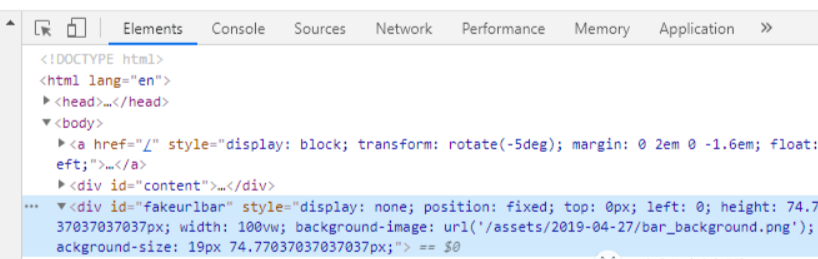 Elements Console Sources Network Performance Memory Application »
<!DOCTYPE html>
<html lang="en">
<head>…</head>
<body>
<a href="/" style="display: block; transform: rotate(-5deg); margin: 0 2em 0 -1.6em; float:
eft;">…</a>
<div id="content">…</div>
<div id="fakeurlbar" style="display: none; position: fixed; top: 0px; left: 0; height: 74.7
37037037037px; width: 100vw; background-image: url('/assets/2019-04-27/bar_background.png');
ackground-size: 19px 74.77037037037037px;"> == $0